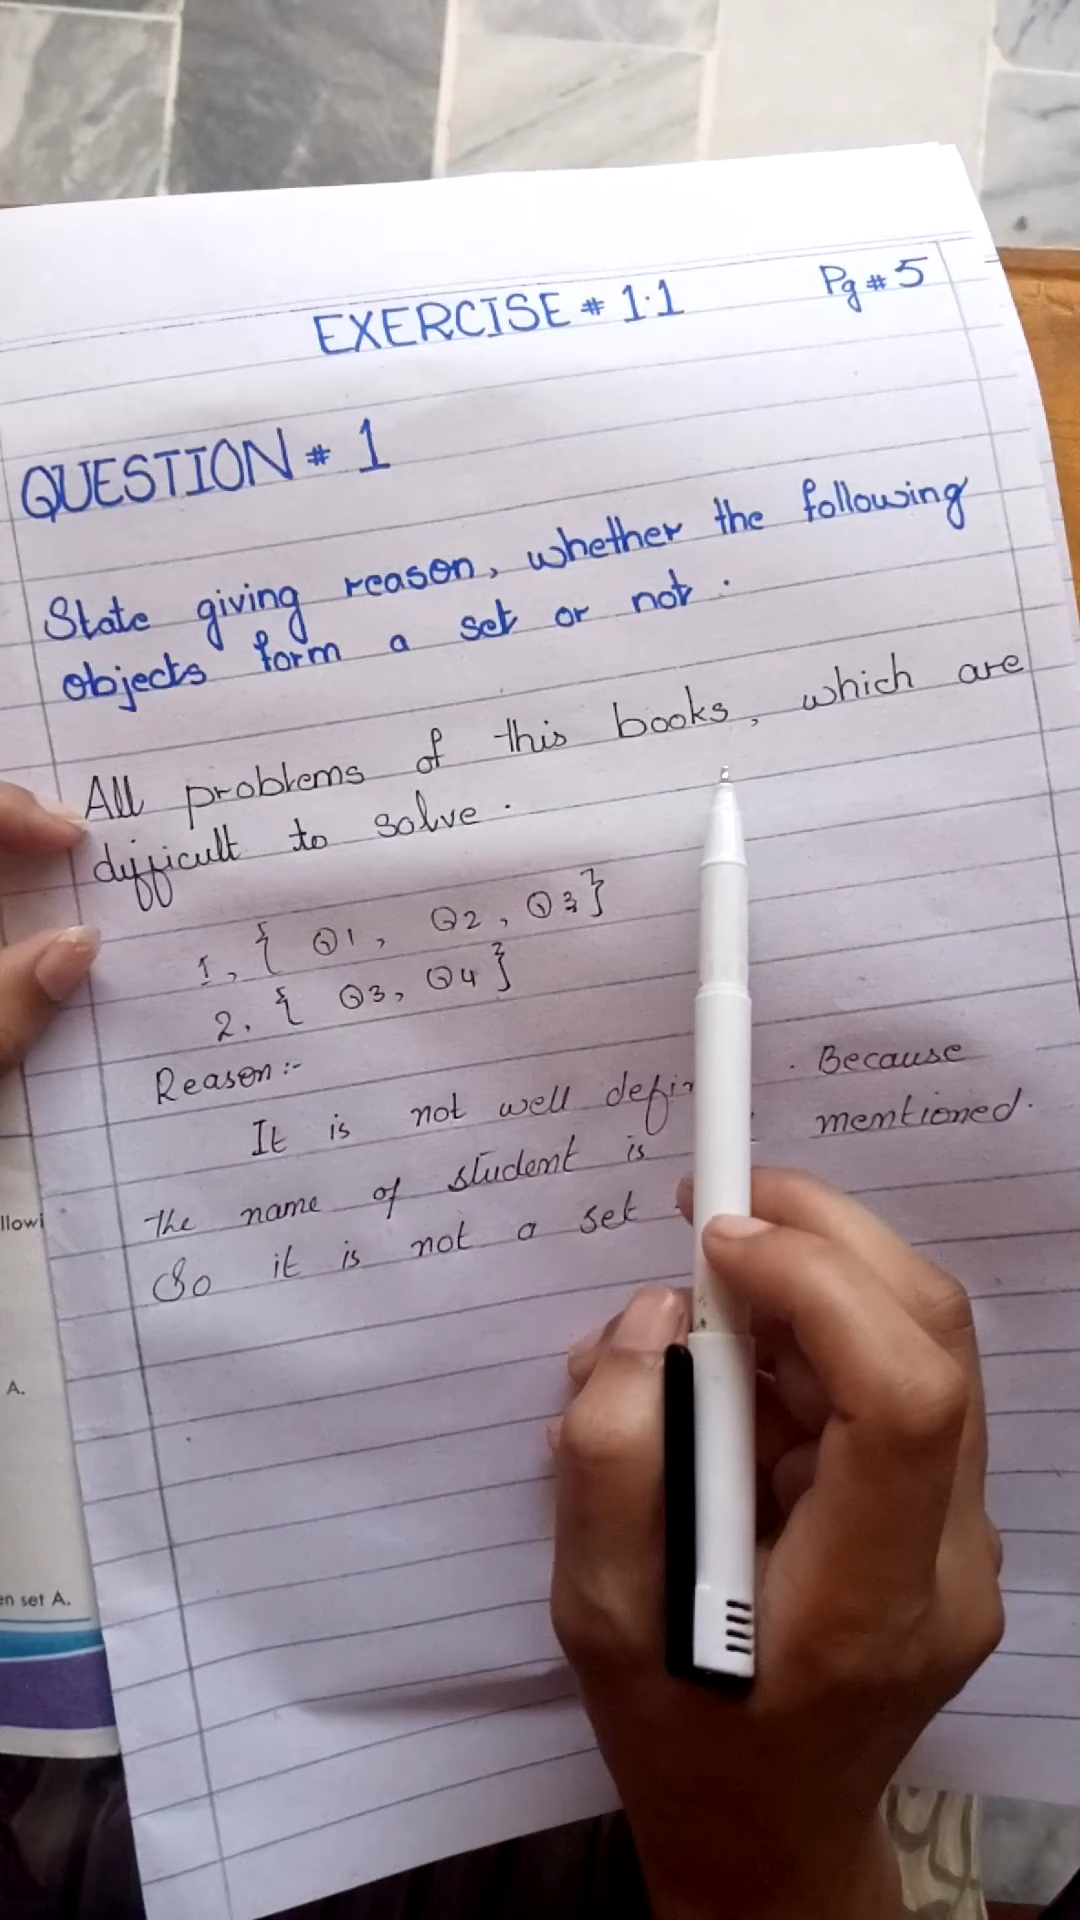 EXERCISE # 1.1 Pg # 5
QUESTION # 1
State giving reason, whether the following
objects form a set or not.
All problems of this books, which are
difficult to solve.
1, { Q1, Q2, Q3}
2. { Q3, Q4 }
Reason:-
It is not well . Because
the name of student is mentioned.
So it is not a set
llowi
A.
en set A.